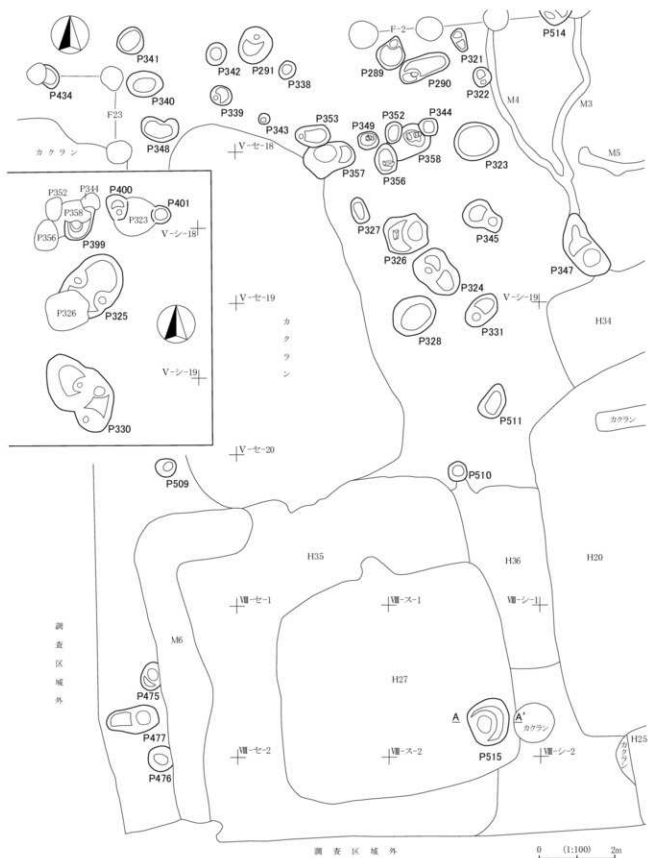 P514
F-2
P341
P342
P291
P338
P289
P290
P321
P322
M4
M3
P434
P340
P339
P343
F23
P348
カクラン
V-セ-18
P353
P357
P349
P352
P344
P358
P356
P323
M5
P352
P344
P400
P358
P323
P401
P356
P399
V-シ-18
P327
P326
P345
P347
P324
P325
P326
V-セ-19
カクラン
P328
P331
V-シ-19
H34
V-シ-19
P330
P511
カクラン
V-セ-20
P509
P510
H35
H36
H20
Ⅷ-セ-1
Ⅷ-ス-1
Ⅷ-シ-1
調査区域外
M6
H27
P475
P477
P476
A
A'
カクラン
P515
H25
カクラン
Ⅷ-セ-2
Ⅷ-ス-2
Ⅷ-シ-2
調査区域外
0 (1:100) 2m